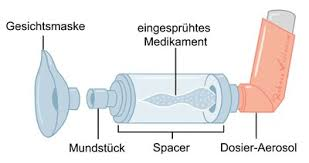 Gesichtsmaske
eingesprühtes
Medikament
Mundstück
Spacer
Dosier-Aerosol